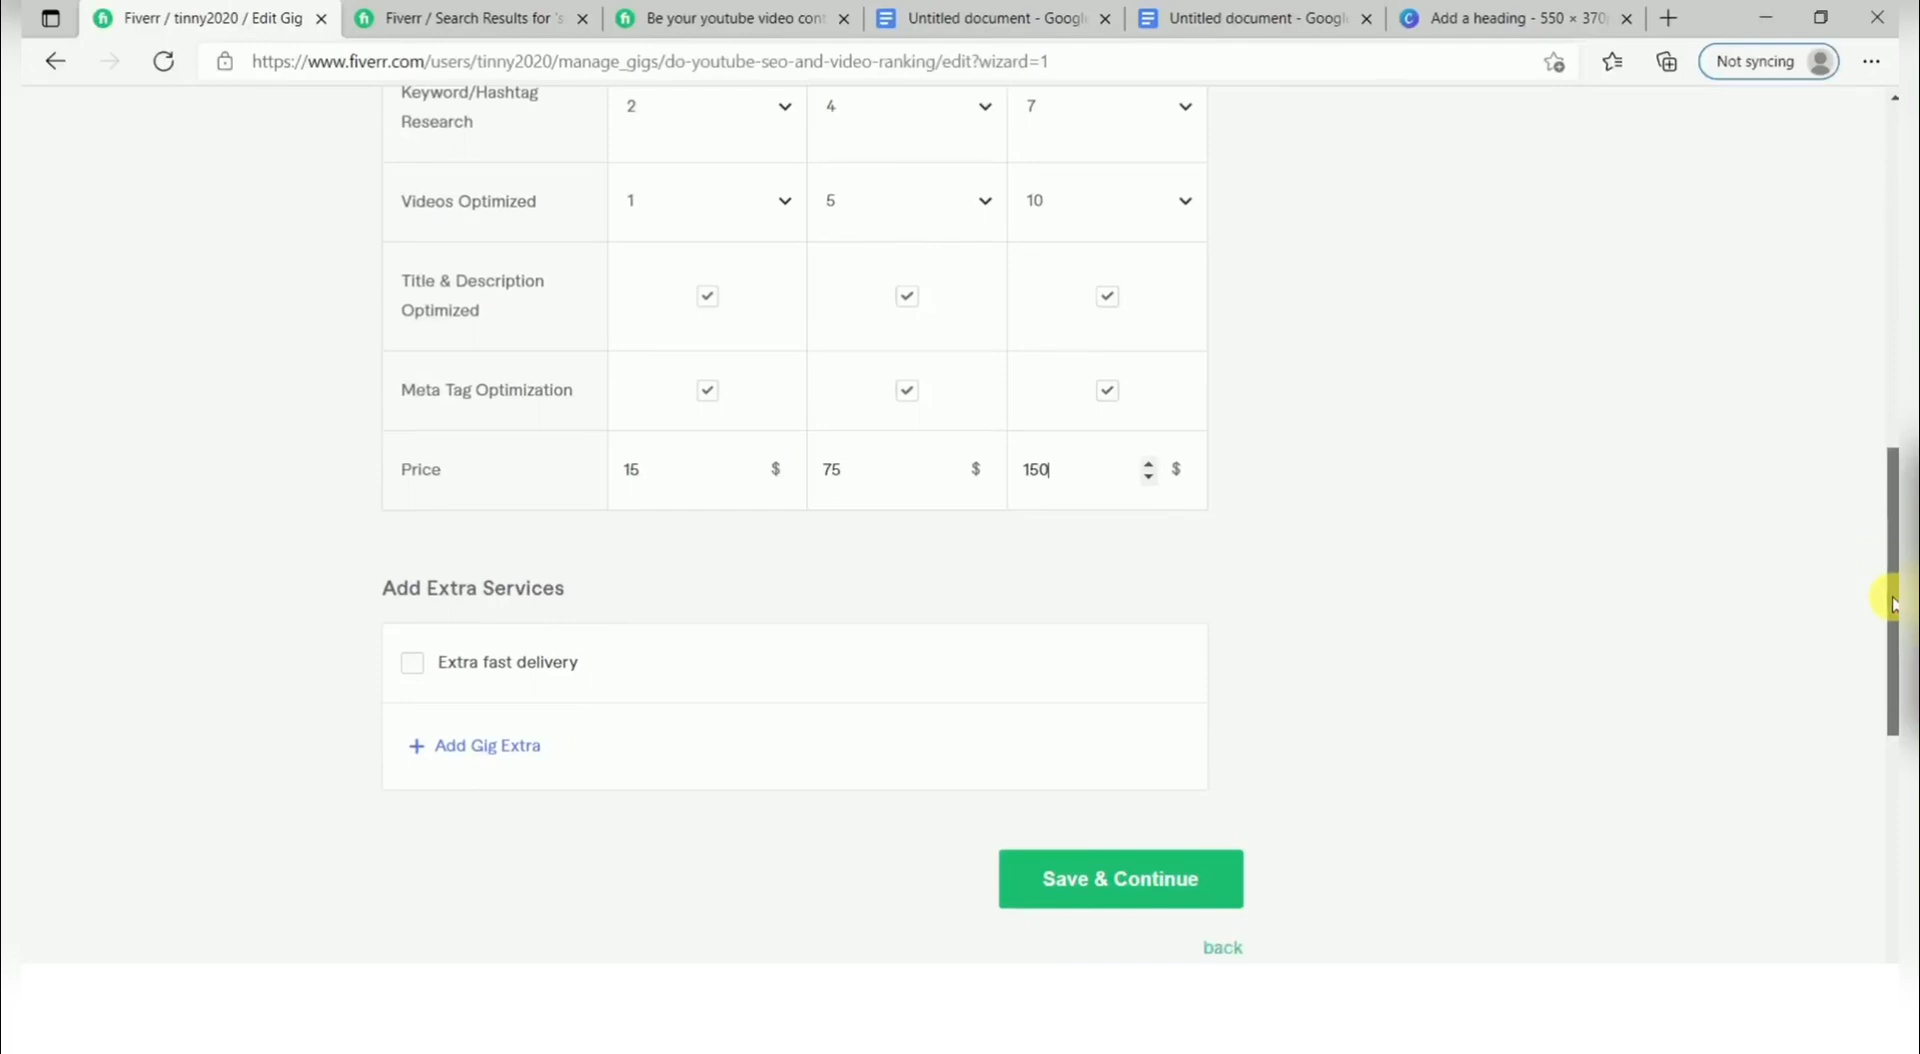 Fiverr / tinny2020 / Edit Gig
Fiverr / Search Results for 's
Be your youtube video cont
Untitled document - Googl
Untitled document - Googl
Add a heading - 550 × 370
https://www.fiverr.com/users/tinny2020/manage_gigs/do-youtube-seo-and-video-ranking/edit?wizard=1
Not syncing
Keyword/Hashtag
Research
2
4
7
Videos Optimized
1
5
10
Title & Description
Optimized
Meta Tag Optimization
Price
15 $
75 $
150 $
Add Extra Services
Extra fast delivery
+ Add Gig Extra
Save & Continue
back